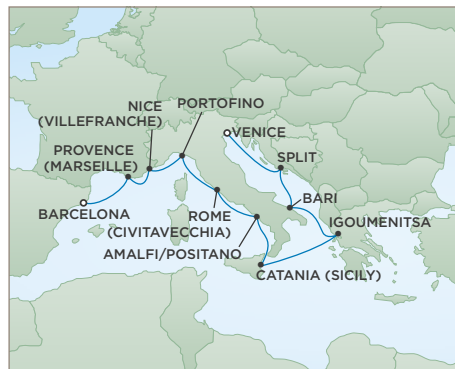 NICE
(VILLEFRANCHE)
PORTOFINO
VENICE
PROVENCE
(MARSEILLE)
SPLIT
BARCELONA
BARI
ROME
(CIVITAVECCHIA)
IGOUMENITSA
AMALFI/POSITANO
CATANIA (SICILY)